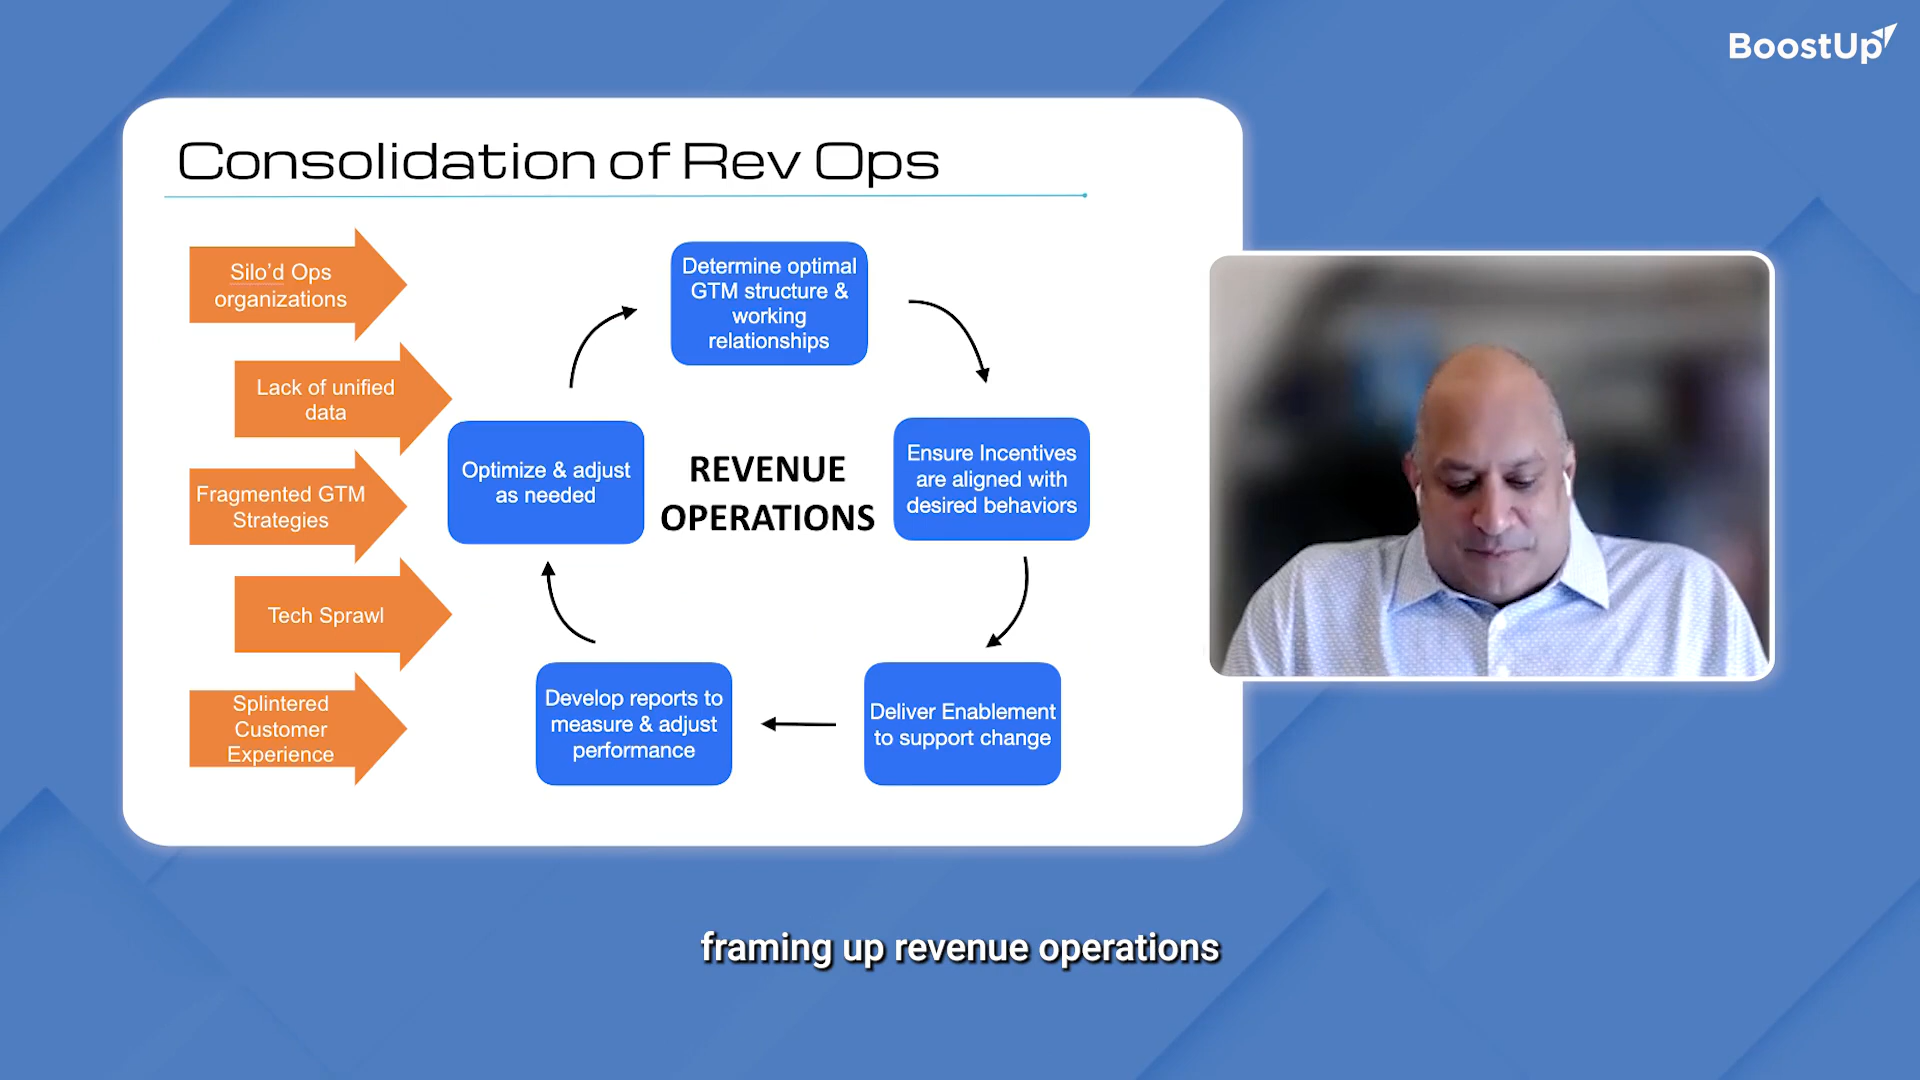 BoostUp
Consolidation of Rev Ops
Silo'd Ops
organizations
Lack of unified
data
Fragmented GTM
Strategies
Tech Sprawl
Splintered
Customer
Experience
Determine optimal
GTM structure &
working
relationships
Ensure Incentives
are aligned with
desired behaviors
Deliver Enablement
to support change
Develop reports to
measure & adjust
performance
Optimize & adjust
as needed
REVENUE
OPERATIONS
framing up revenue operations